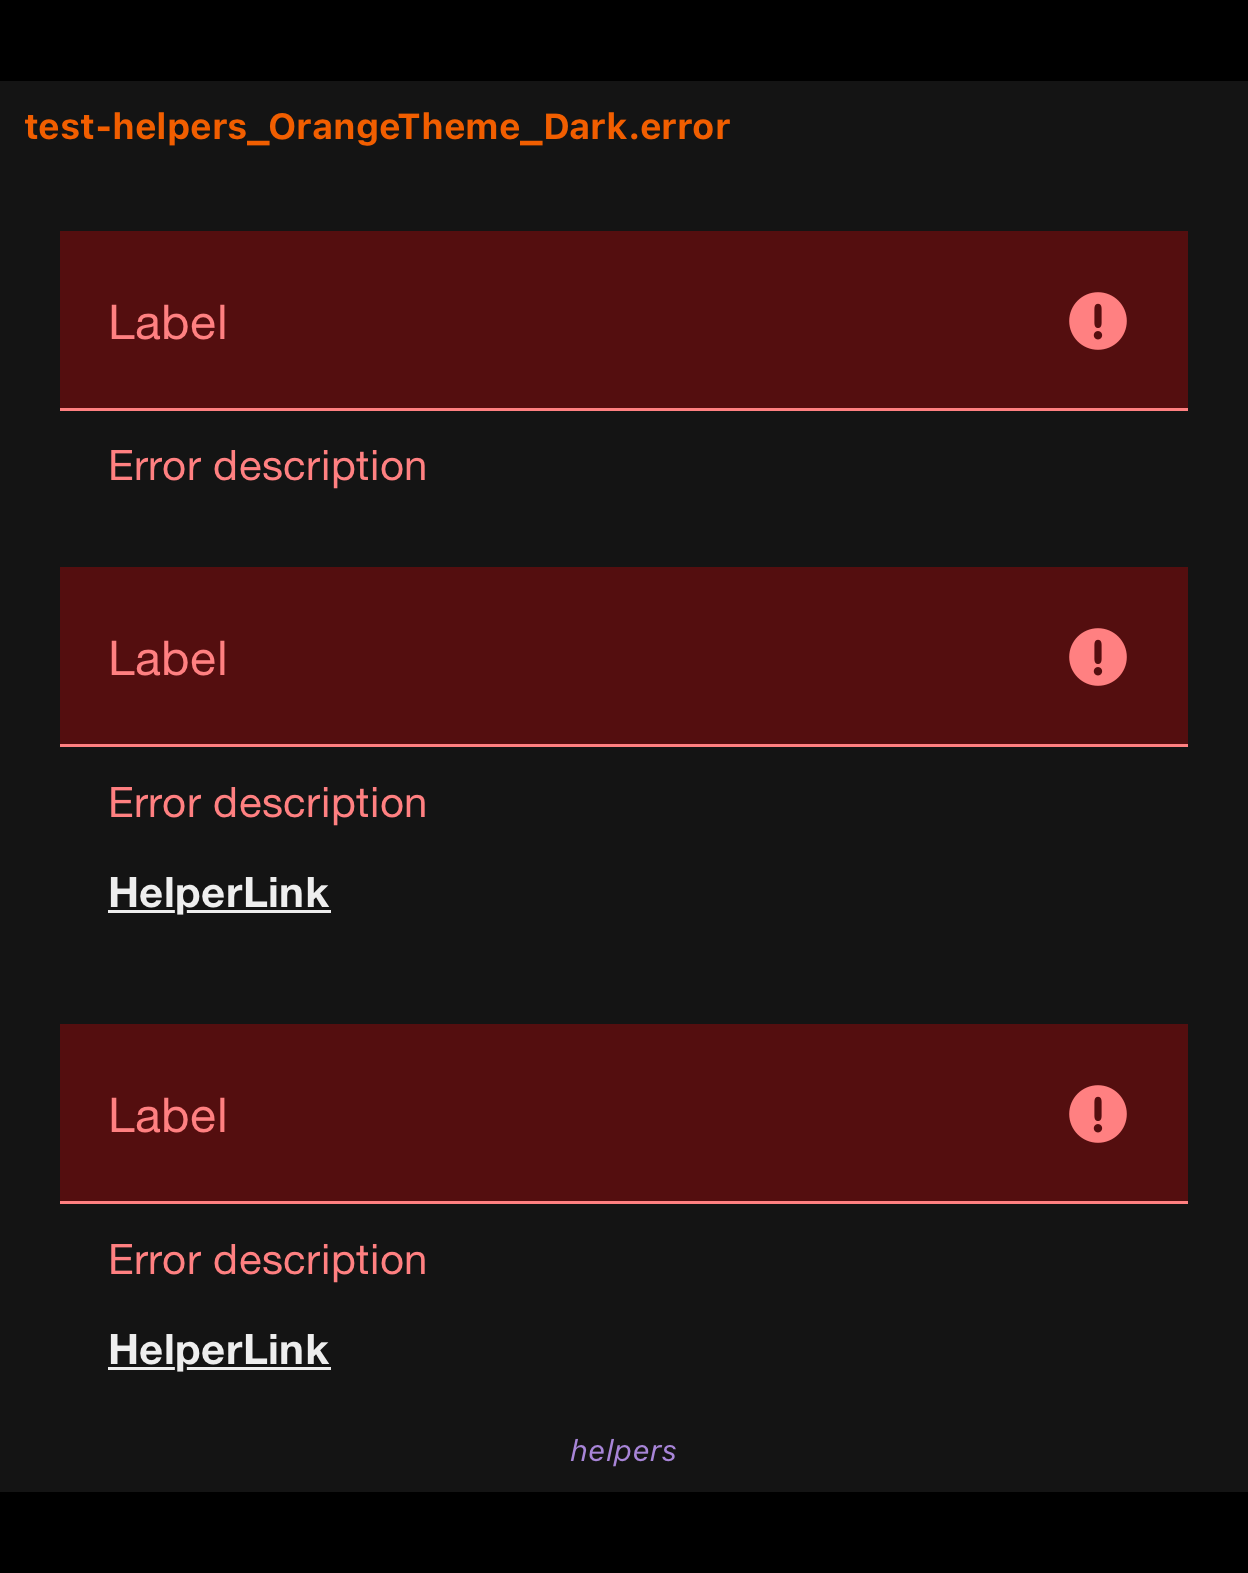 test-helpers_OrangeTheme_Dark.error
Label
Error description
Label
Error description
HelperLink
Label
Error description
HelperLink
helpers